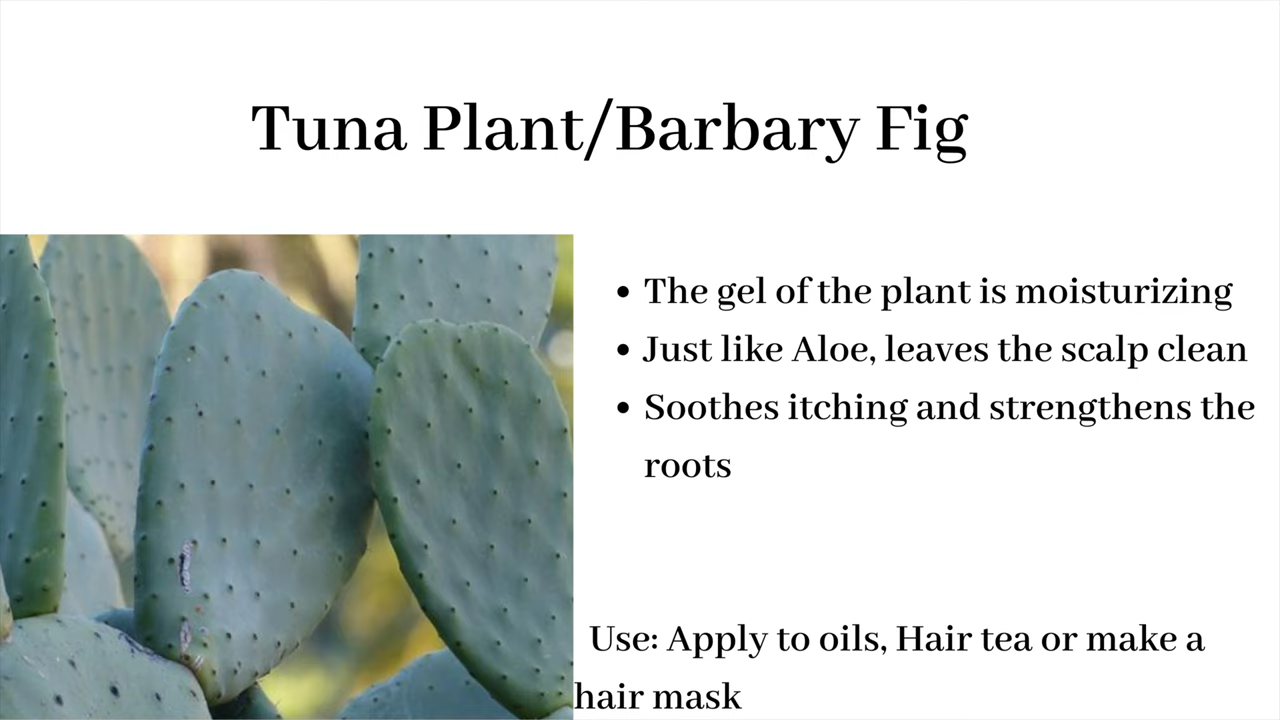 Tuna Plant/Barbary Fig
• The gel of the plant is moisturizing
• Just like Aloe, leaves the scalp clean
• Soothes itching and strengthens the
roots
Use: Apply to oils, Hair tea or make a
hair mask